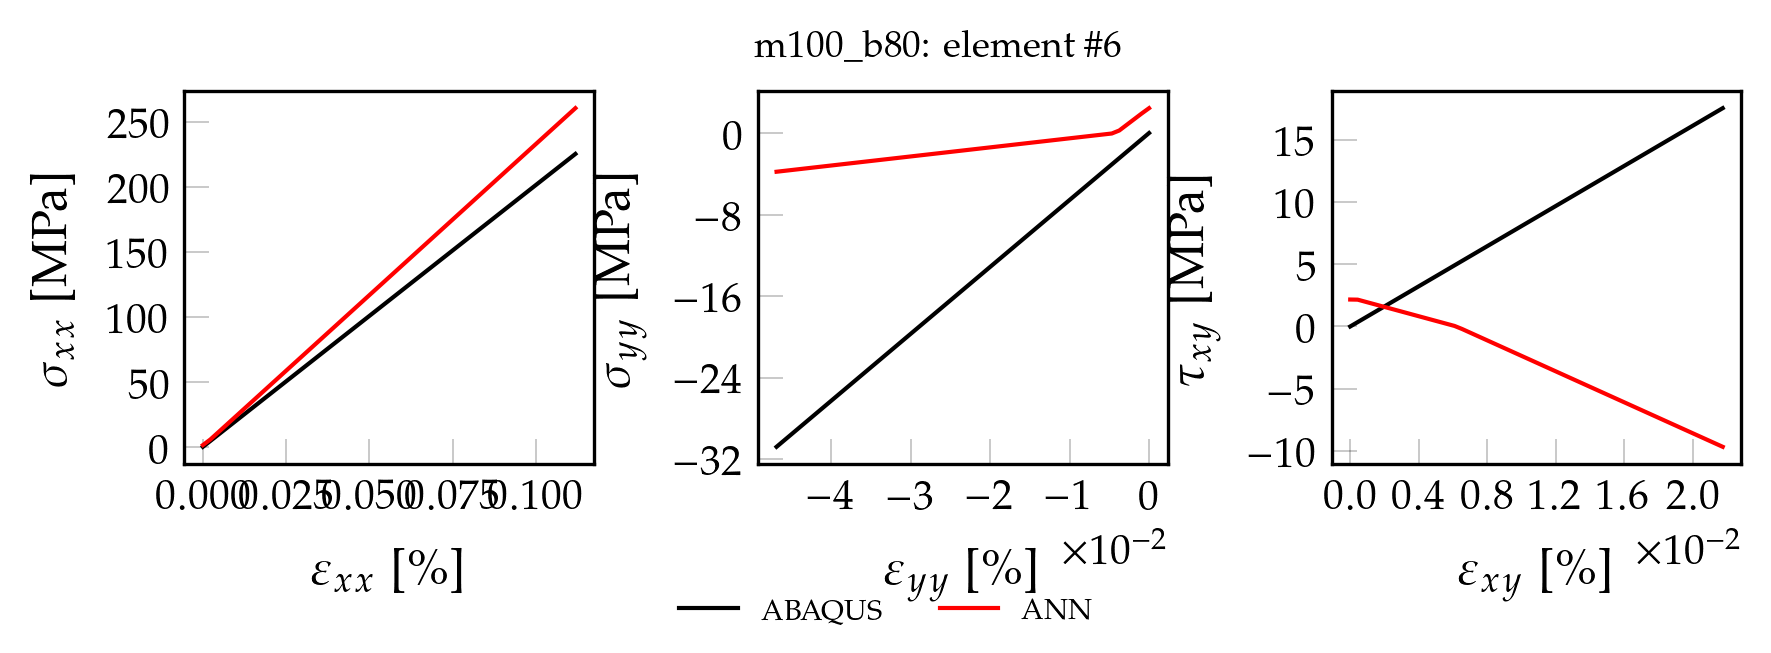 m100_b80: element #6
σxx [MPa]
250
200
150
100
50
0
0.000 0.025 0.050 0.075 0.100
εxx [%]
σyy [MPa]
0
−8
−16
−24
−32
−4 −3 −2 −1 0
×10−2
εyy [%]
τxy [MPa]
15
10
5
0
−5
−10
0.0 0.4 0.8 1.2 1.6 2.0
×10−2
εxy [%]
ABAQUS ANN